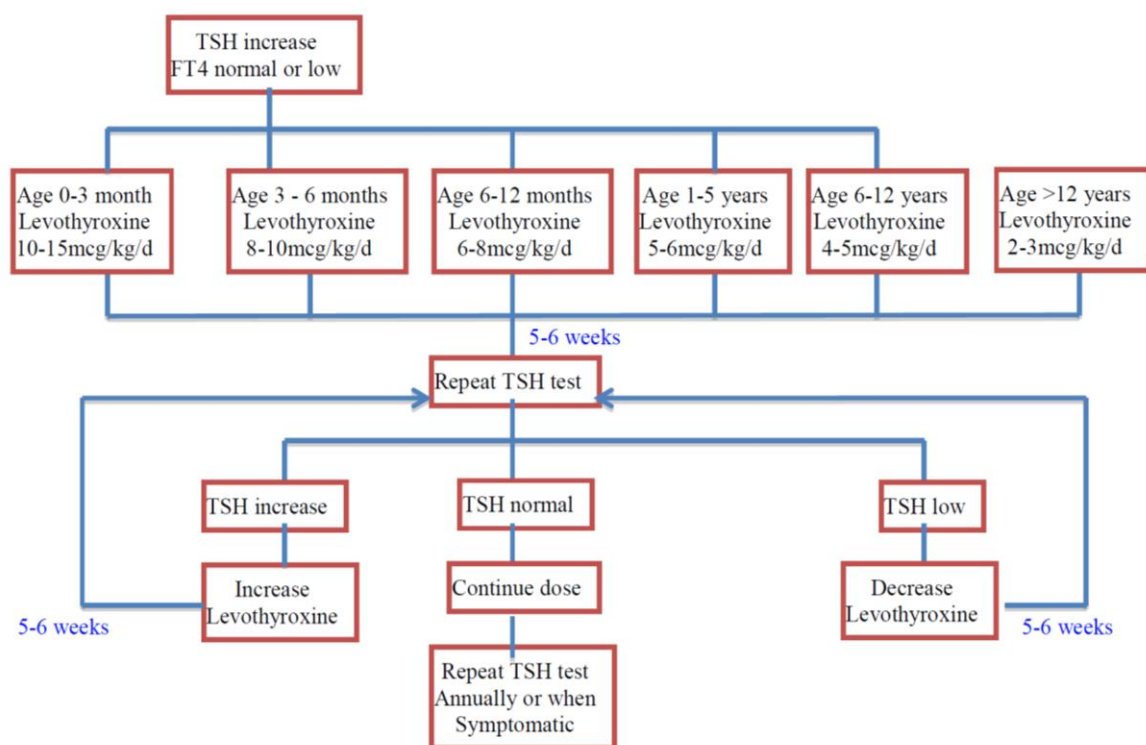 TSH increase
FT4 normal or low
Age 0-3 month
Levothyroxine
10-15mcg/kg/d
Age 3 - 6 months
Levothyroxine
8-10mcg/kg/d
Age 6-12 months
Levothyroxine
6-8mcg/kg/d
Age 1-5 years
Levothyroxine
5-6mcg/kg/d
Age 6-12 years
Levothyroxine
4-5mcg/kg/d
Age >12 years
Levothyroxine
2-3mcg/kg/d
5-6 weeks
Repeat TSH test
TSH increase
TSH normal
TSH low
Increase
Levothyroxine
Continue dose
Decrease
Levothyroxine
5-6 weeks
5-6 weeks
Repeat TSH test
Annually or when
Symptomatic